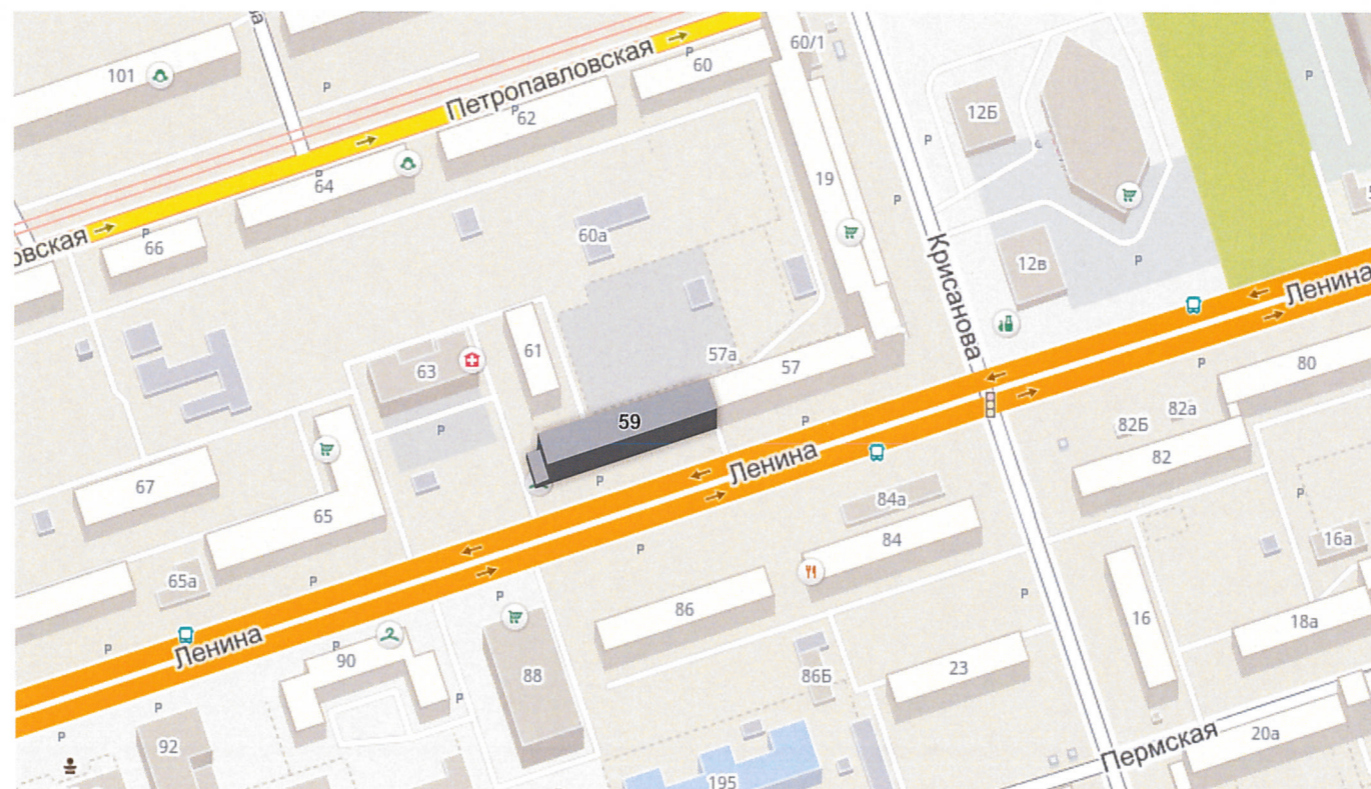 60/1
101
P
60
Петропавловская
P
P
P
62
12Б
P
64
P
19
P
P
66
60а
овская
12в
P
Крисанова
Ленина
57а
61
57
63
80
P
59
P
P
82а
82Б
82
Ленина
67
P
84а
P
65
84
16а
P
65а
P
P
P
86
16
18а
P
Ленина
P
90
23
88
86Б
P
P
92
P
Пермская
20а
195